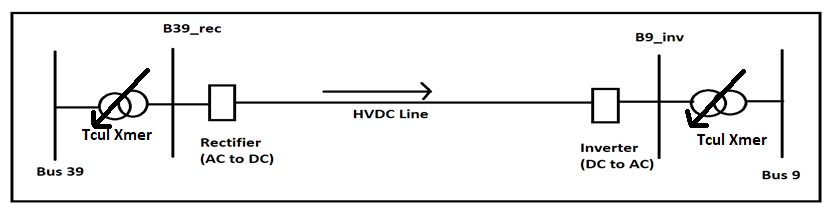 B39_rec
B9_inv
Tcul Xmer
HVDC Line
Tcul Xmer
Rectifier
(AC to DC)
Inverter
(DC to AC)
Bus 39
Bus 9